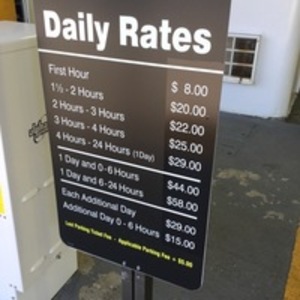 Daily Rates
First Hour $ 8.00
1½ - 2 Hours $20.00
2 Hours - 3 Hours $22.00
3 Hours - 4 Hours $25.00
4 Hours - 24 Hours (1Day) $29.00
1 Day and 0-6 Hours $44.00
1 Day and 6-24 Hours $58.00
Each Additional Day $29.00
Additional Day 0 - 6 Hours $15.00
Lost Parking Ticket Fee - Applicable Parking Fee + $5.00